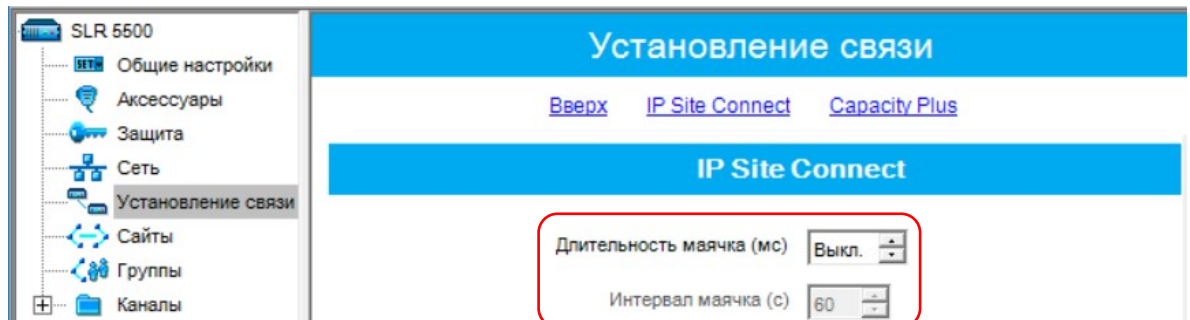 SLR 5500
SET Общие настройки
Аксессуары
Защита
Сеть
Установление связи
Сайты
Группы
Каналы
Установление связи
Вверх IP Site Connect Capacity Plus
IP Site Connect
Длительность маячка (мс) Выкл.
Интервал маячка (с) 60